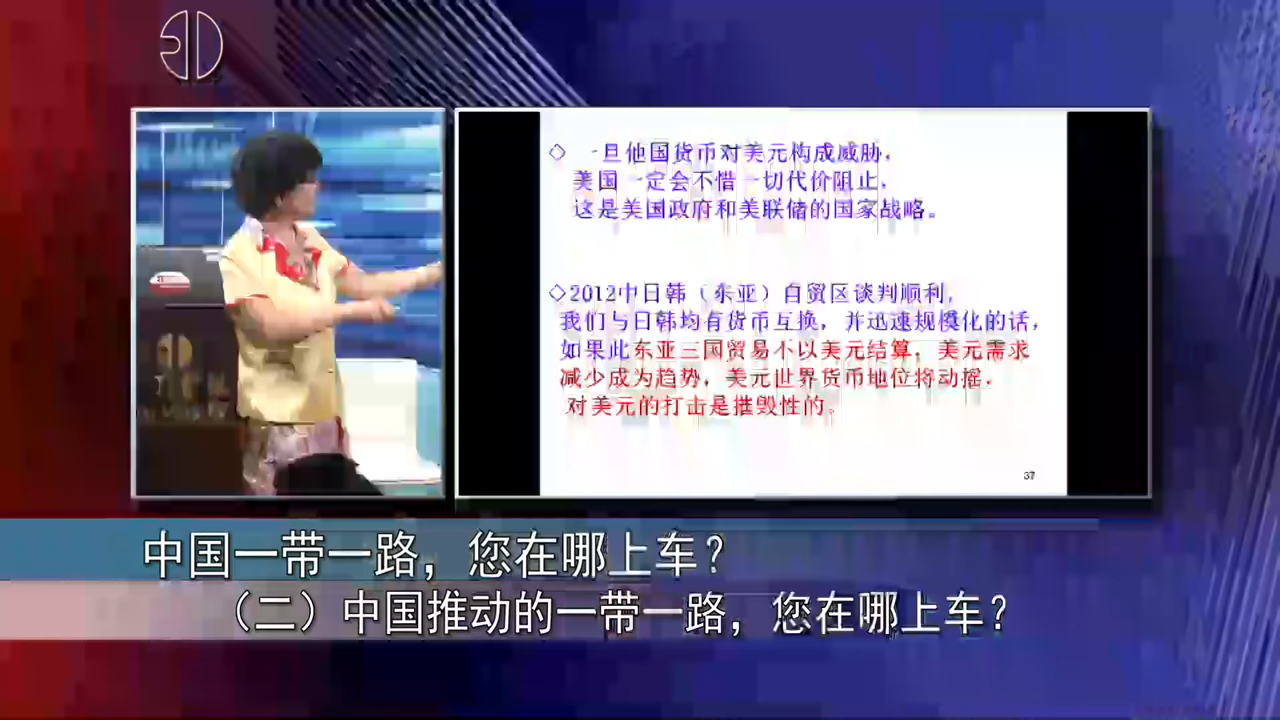 ◇ 一旦他国货币对美元构成威胁,
美国一定会不惜一切代价阻止,
这是美国政府和美联储的国家战略。
◇2012中日韩（东亚）自贸区谈判顺利,
我们与日韩均有货币互换，并迅速规模化的话,
如果此东亚三国贸易不以美元结算，美元需求
减少成为趋势，美元世界货币地位将动摇,
对美元的打击是摧毁性的。
37
中国一带一路，您在哪上车？
（二）中国推动的一带一路，您在哪上车？